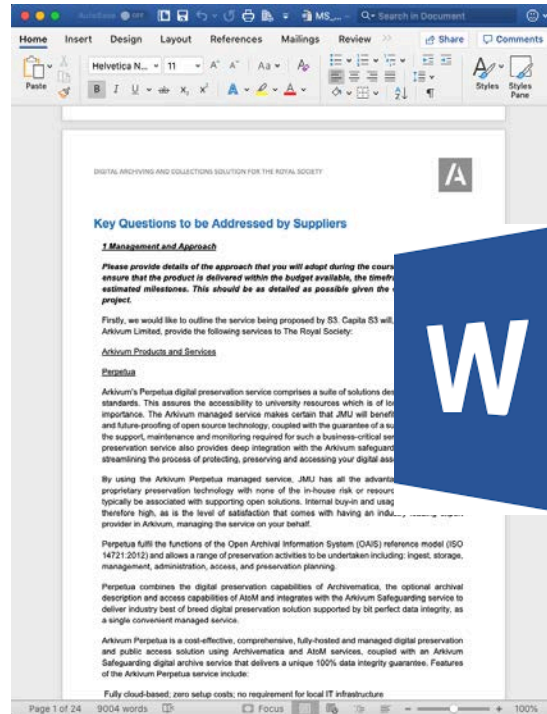 AutoSave OFF MS_... Search in Document
Home Insert Design Layout References Mailings Review Share Comments
Paste Helvetica N... 11 A A Aa A Styles Styles Pane
B I U ab X, X² A A
DIGITAL ARCHIVING AND COLLECTIONS SOLUTION FOR THE ROYAL SOCIETY
A
Key Questions to be Addressed by Suppliers
1 Management and Approach
Please provide details of the approach that you will adopt during the cours
ensure that the product is delivered within the budget available, the timefr
estimated milestones. This should be as detailed as possible given the
project.
Firstly, we would like to outline the service being proposed by S3. Capita S3 will,
Arkivum Limited, provide the following services to The Royal Society:
Arkivum Products and Services
Perpetua
Arkivum's Perpetua digital preservation service comprises a suite of solutions des
standards. This assures the accessibility to university resources which is of lo
importance. The Arkivum managed service makes certain that JMU will benefi
and future-proofing of open source technology, coupled with the guarantee of a su
the support, maintenance and monitoring required for such a business-critical ser
preservation service also provides deep integration with the Arkivum safeguard
streamlining the process of protecting, preserving and accessing your digital ass
By using the Arkivum Perpetua managed service, JMU has all the advanta
proprietary preservation technology with none of the in-house risk or resourc
typically be associated with supporting open solutions. Internal buy-in and usag
therefore high, as is the level of satisfaction that comes with having an industry leading expert
provider in Arkivum, managing the service on your behalf.
Perpetua fulfil the functions of the Open Archival Information System (OAIS) reference model (ISO
14721:2012) and allows a range of preservation activities to be undertaken including: ingest, storage,
management, administration, access, and preservation planning.
Perpetua combines the digital preservation capabilities of Archivematica, the optional archival
description and access capabilities of AtoM and integrates with the Arkivum Safeguarding service to
deliver industry best of breed digital preservation solution supported by bit perfect data integrity, as
a single convenient managed service.
Arkivum Perpetua is a cost-effective, comprehensive, fully-hosted and managed digital preservation
and public access solution using Archivematica and AtoM services, coupled with an Arkivum
Safeguarding digital archive service that delivers a unique 100% data integrity guarantee. Features
of the Arkivum Perpetua service include:
Fully cloud-based; zero setup costs; no requirement for local IT infrastructure
W
Page 1 of 24 9004 words Focus 100%